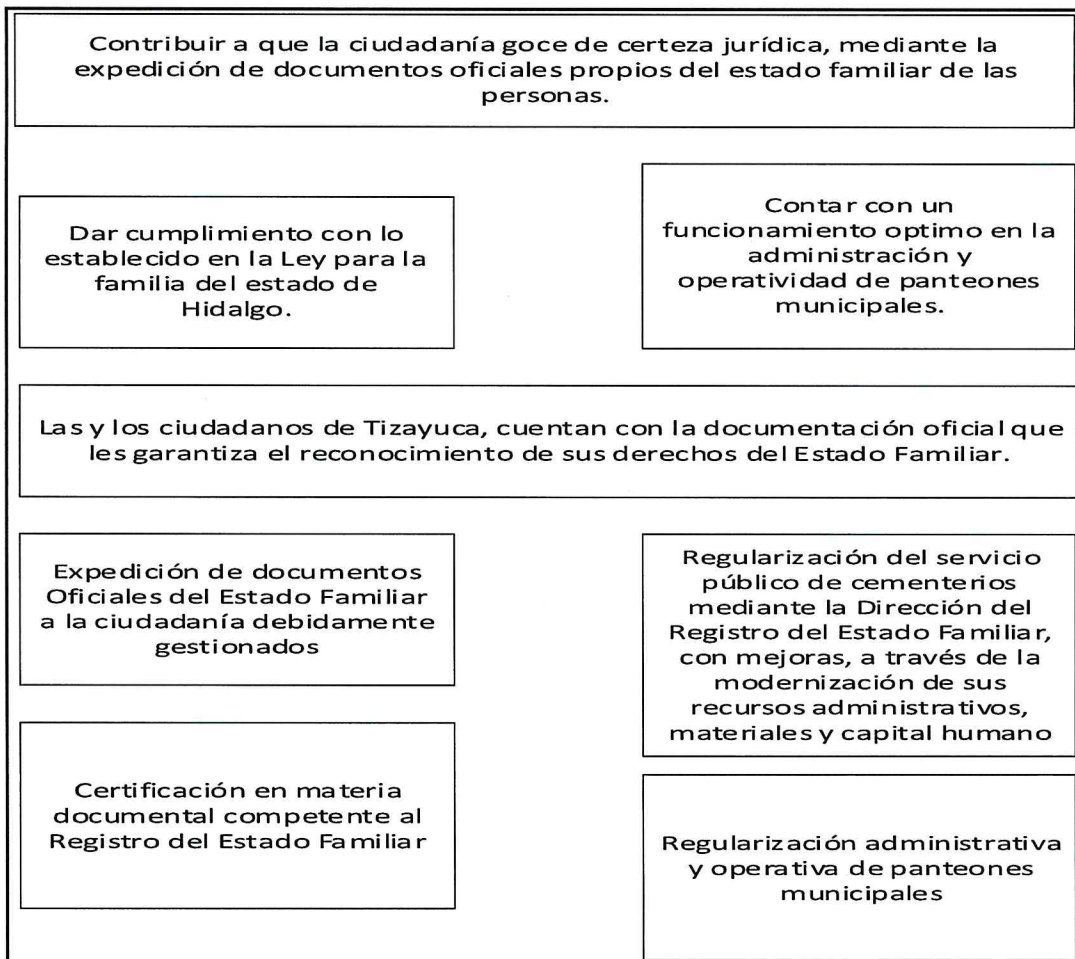 Contribuir a que la ciudadanía goce de certeza jurídica, mediante la
expedición de documentos oficiales propios del estado familiar de las
personas.
Dar cumplimiento con lo
establecido en la Ley para la
familia del estado de
Hidalgo.
Contar con un
funcionamiento optimo en la
administración y
operatividad de panteones
municipales.
Las y los ciudadanos de Tizayuca, cuentan con la documentación oficial que
les garantiza el reconocimiento de sus derechos del Estado Familiar.
Expedición de documentos
Oficiales del Estado Familiar
a la ciudadanía debidamente
gestionados
Regularización del servicio
público de cementerios
mediante la Dirección del
Registro del Estado Familiar,
con mejoras, a través de la
modernización de sus
recursos administrativos,
materiales y capital humano
Certificación en materia
documental competente al
Registro del Estado Familiar
Regularización administrativa
y operativa de panteones
municipales